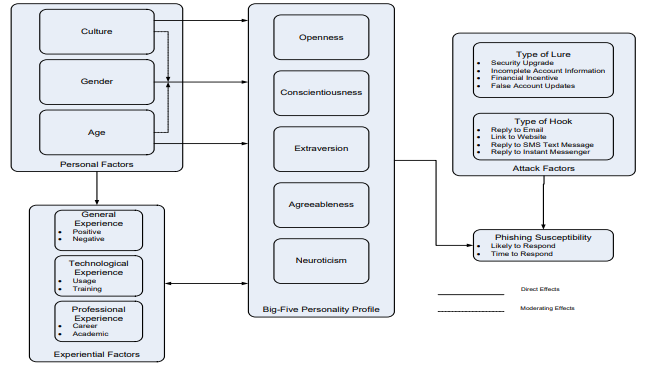 Culture
Gender
Age
Personal Factors
General
Experience
• Positive
• Negative
Technological
Experience
• Usage
• Training
Professional
Experience
• Career
• Academic
Experiential Factors
Openness
Conscientiousness
Extraversion
Agreeableness
Neuroticism
Big-Five Personality Profile
Type of Lure
• Security Upgrade
• Incomplete Account Information
• Financial Incentive
• False Account Updates
Type of Hook
• Reply to Email
• Link to Website
• Reply to SMS Text Message
• Reply to Instant Messenger
Attack Factors
Phishing Susceptibility
• Likely to Respond
• Time to Respond
Direct Effects
Moderating Effects